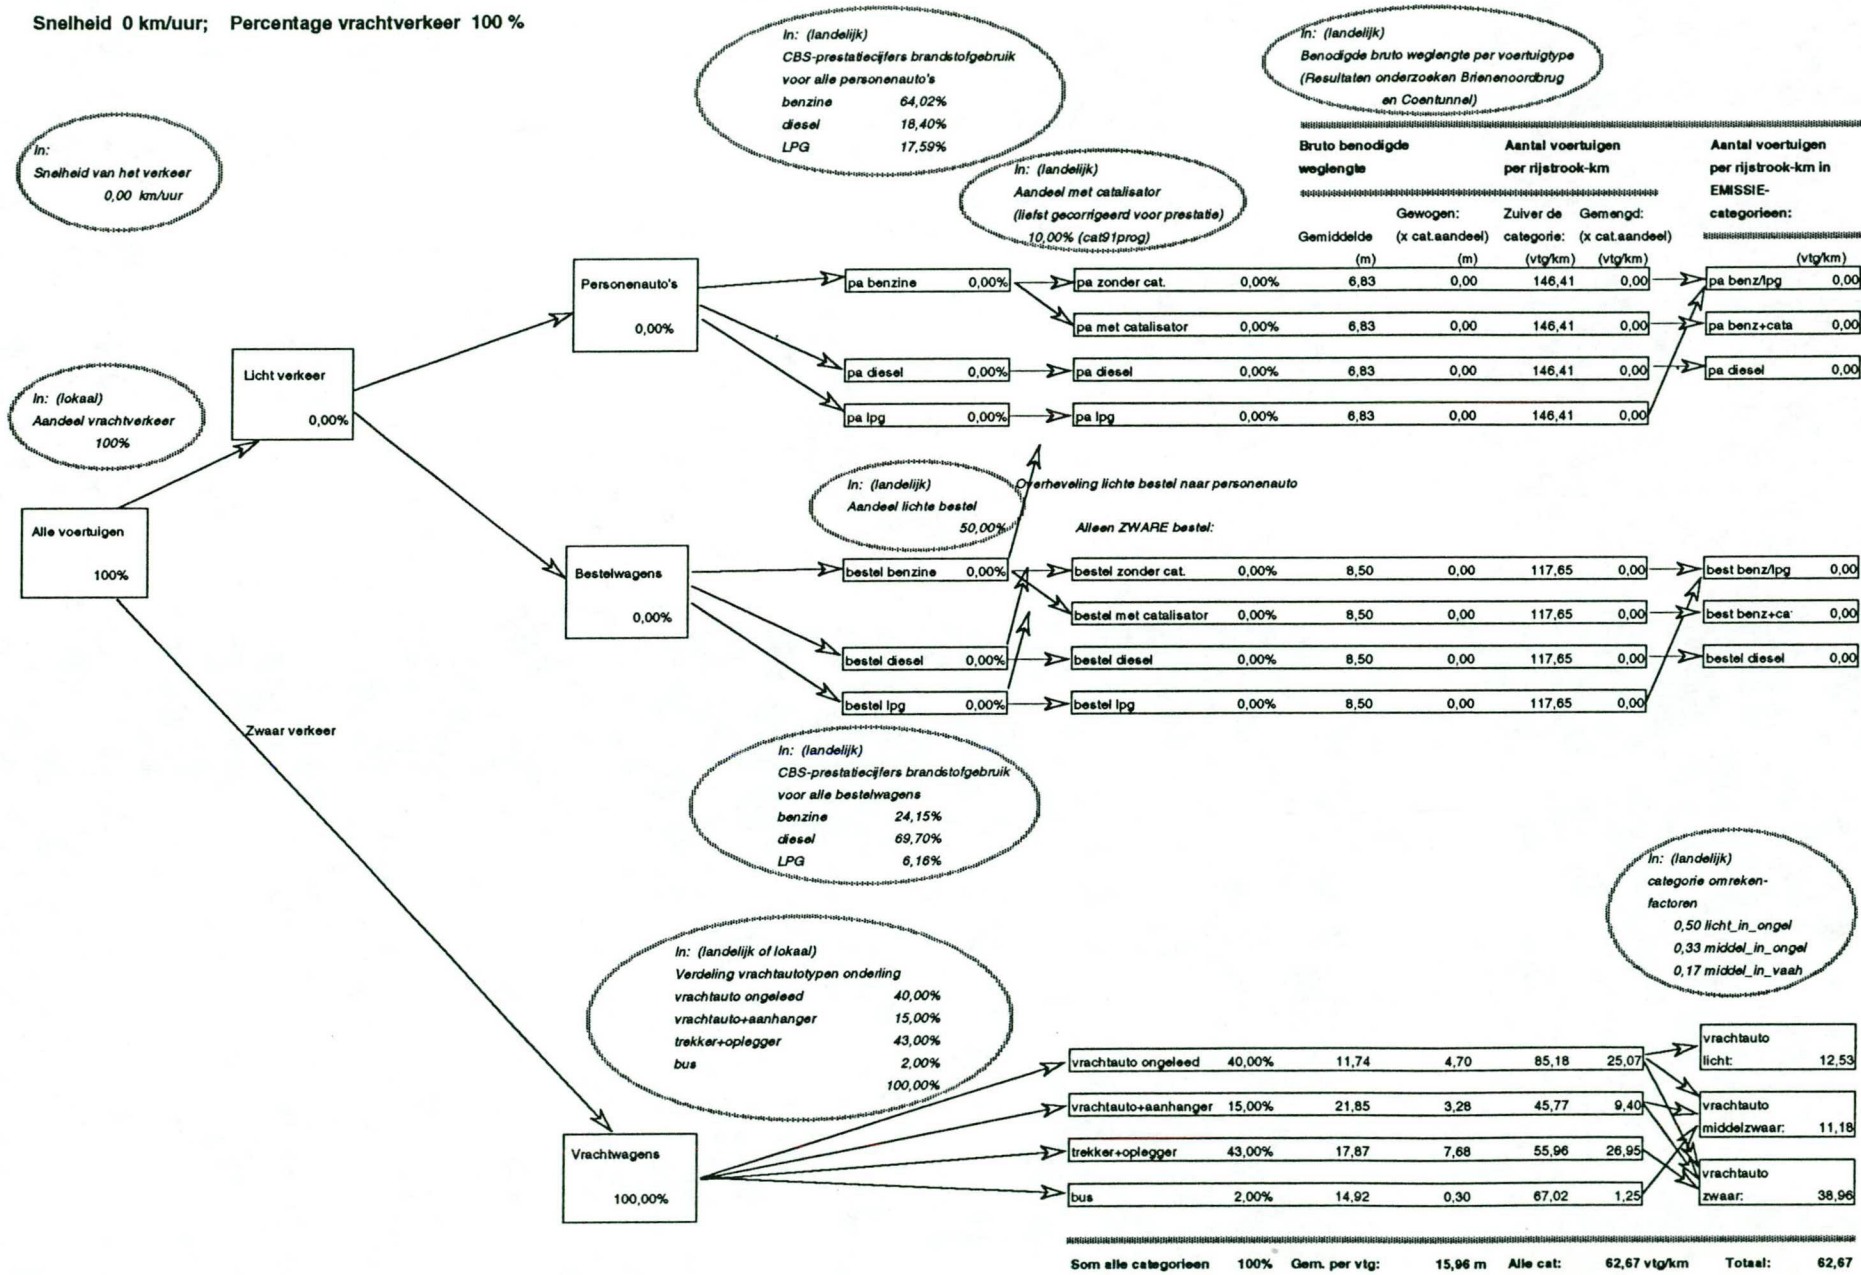 Snelheid 0 km/uur; Percentage vrachtverkeer 100 %
In:
Snelheid van het verkeer
0,00 km/uur
In: (landelijk)
CBS-prestatiecijfers brandstofgebruik
voor alle personenauto's
benzine 64,02%
diesel 18,40%
LPG 17,59%
In: (landelijk)
Benodigde bruto weglengte per voertuigtype
(Resultaten onderzoeken Brienenoordbrug
en Coentunnel)
In: (landelijk)
Aandeel met catalisator
(liefst gecorrigeerd voor prestatie)
10,00% (cat91prog)
Bruto benodigde
weglengte
Aantal voertuigen
per rijstrook-km
Aantal voertuigen
per rijstrook-km in
EMISSIE-
categorieen:
Gemiddelde
Gewogen:
(x cat.aandeel)
Zuiver de
categorie:
Gemengd:
(x cat.aandeel)
(m) (m) (vtg/km) (vtg/km) (vtg/km)
In: (lokaal)
Aandeel vrachtverkeer
100%
Alle voertuigen
100%
Licht verkeer
0,00%
Personenauto's
0,00%
pa benzine 0,00%
pa zonder cat. 0,00% 6,83 0,00 146,41 0,00
pa benz/lpg 0,00
pa met catalisator 0,00% 6,83 0,00 146,41 0,00
pa benz+cata 0,00
pa diesel 0,00%
pa diesel 0,00% 6,83 0,00 146,41 0,00
pa diesel 0,00
pa lpg 0,00%
pa lpg 0,00% 6,83 0,00 146,41 0,00
In: (landelijk)
Aandeel lichte bestel
50,00%
Overheveling lichte bestel naar personenauto
Alleen ZWARE bestel:
Bestelwagens
0,00%
bestel benzine 0,00%
bestel zonder cat. 0,00% 8,50 0,00 117,65 0,00
best benz/lpg 0,00
bestel met catalisator 0,00% 8,50 0,00 117,65 0,00
best benz+ca 0,00
bestel diesel 0,00%
bestel diesel 0,00% 8,50 0,00 117,65 0,00
bestel diesel 0,00
bestel lpg 0,00%
bestel lpg 0,00% 8,50 0,00 117,65 0,00
Zwaar verkeer
In: (landelijk)
CBS-prestatiecijfers brandstofgebruik
voor alle bestelwagens
benzine 24,15%
diesel 69,70%
LPG 6,16%
In: (landelijk)
categorie omreken-
factoren
0,50 licht_in_ongel
0,33 middel_in_ongel
0,17 middel_in_vaah
In: (landelijk of lokaal)
Verdeling vrachtautotypen onderling
vrachtauto ongeleed 40,00%
vrachtauto+aanhanger 15,00%
trekker+oplegger 43,00%
bus 2,00%
100,00%
Vrachtwagens
100,00%
vrachtauto ongeleed 40,00% 11,74 4,70 85,18 25,07
vrachtauto+aanhanger 15,00% 21,85 3,28 45,77 9,40
trekker+oplegger 43,00% 17,87 7,68 55,96 26,95
bus 2,00% 14,92 0,30 67,02 1,25
vrachtauto
licht: 12,53
vrachtauto
middelzwaar: 11,18
vrachtauto
zwaar: 38,96
Som alle categorieen 100% Gem. per vtg: 15,96 m Alle cat: 62,67 vtg/km Totaal: 62,67